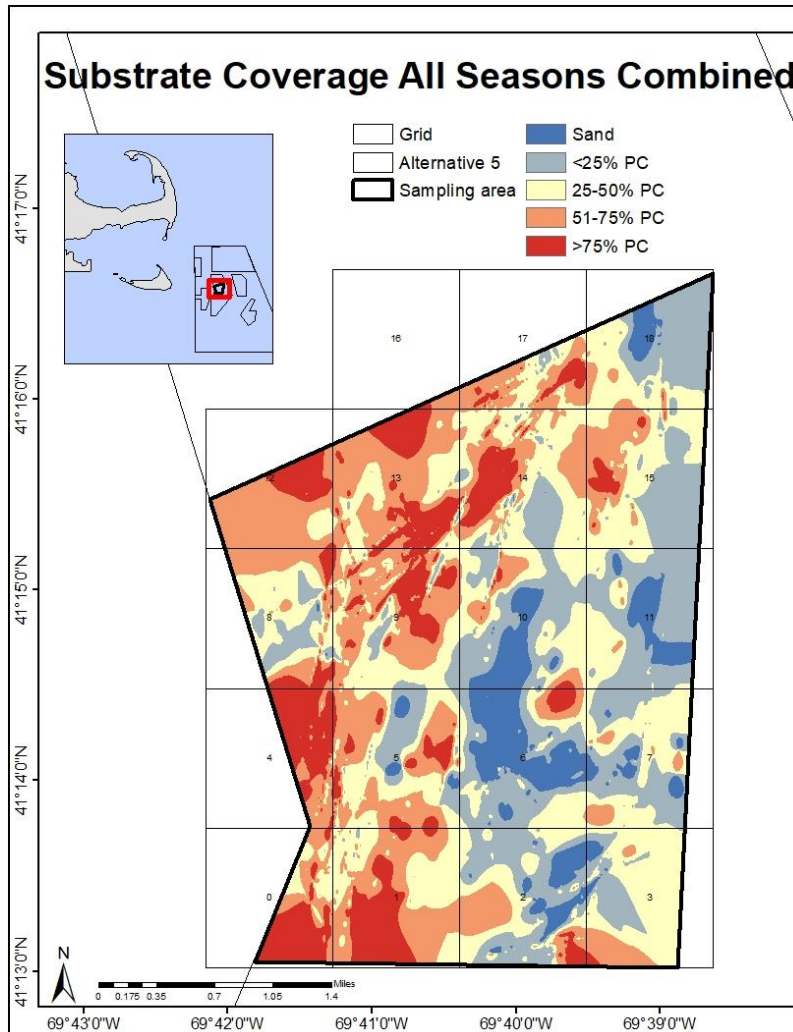 Substrate Coverage All Seasons Combined
Grid
Alternative 5
Sampling area
Sand
<25% PC
25-50% PC
51-75% PC
>75% PC
41°17'0"N
41°16'0"N
41°15'0"N
41°14'0"N
41°13'0"N
16 17 18
12 13 14 15
8 9 10 11
4 5 6 7
0 1 2 3
N
Miles
0 0.175 0.35 0.7 1.05 1.4
69°43'0"W 69°42'0"W 69°41'0"W 69°40'0"W 69°39'0"W